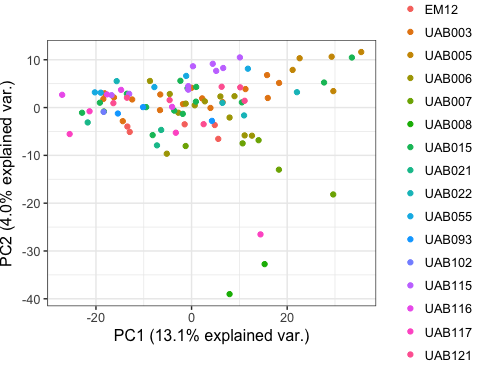 EM12
UAB003
UAB005
UAB006
UAB007
UAB008
UAB015
UAB021
UAB022
UAB055
UAB093
UAB102
UAB115
UAB116
UAB117
UAB121
10
0
-10
-20
-30
-40
PC2 (4.0% explained var.)
-20
0
20
PC1 (13.1% explained var.)